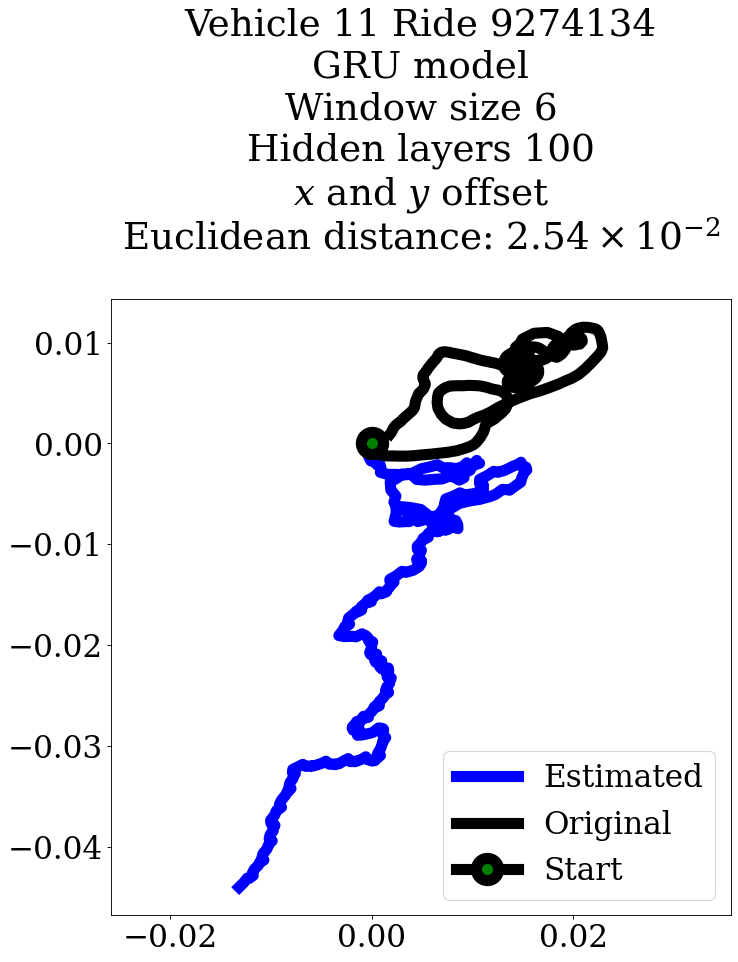 Vehicle 11 Ride 9274134
GRU model
Window size 6
Hidden layers 100
x and y offset
Euclidean distance: 2.54 × 10⁻²
0.01
0.00
−0.01
−0.02
−0.03
−0.04
Estimated
Original
Start
−0.02 0.00 0.02